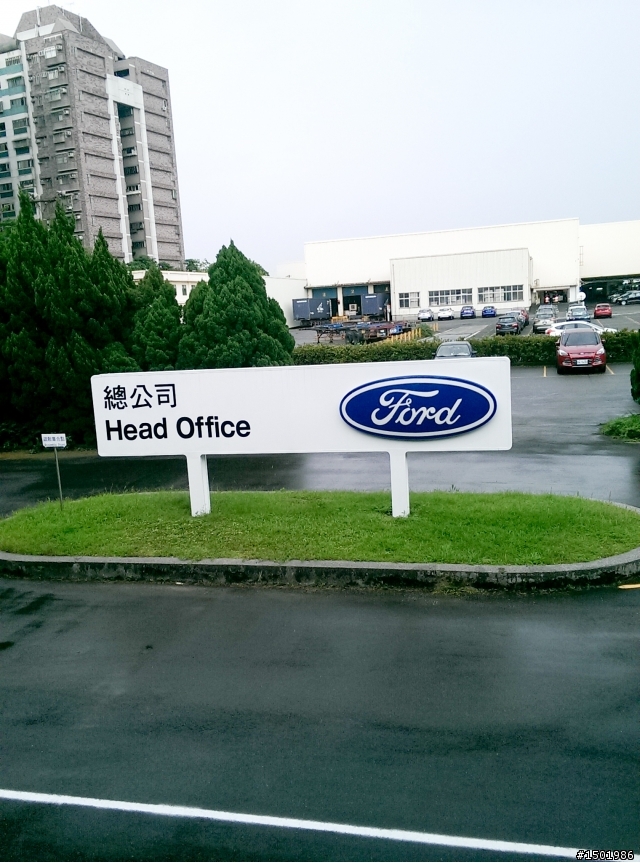 總公司
Head Office
Ford
#1501986